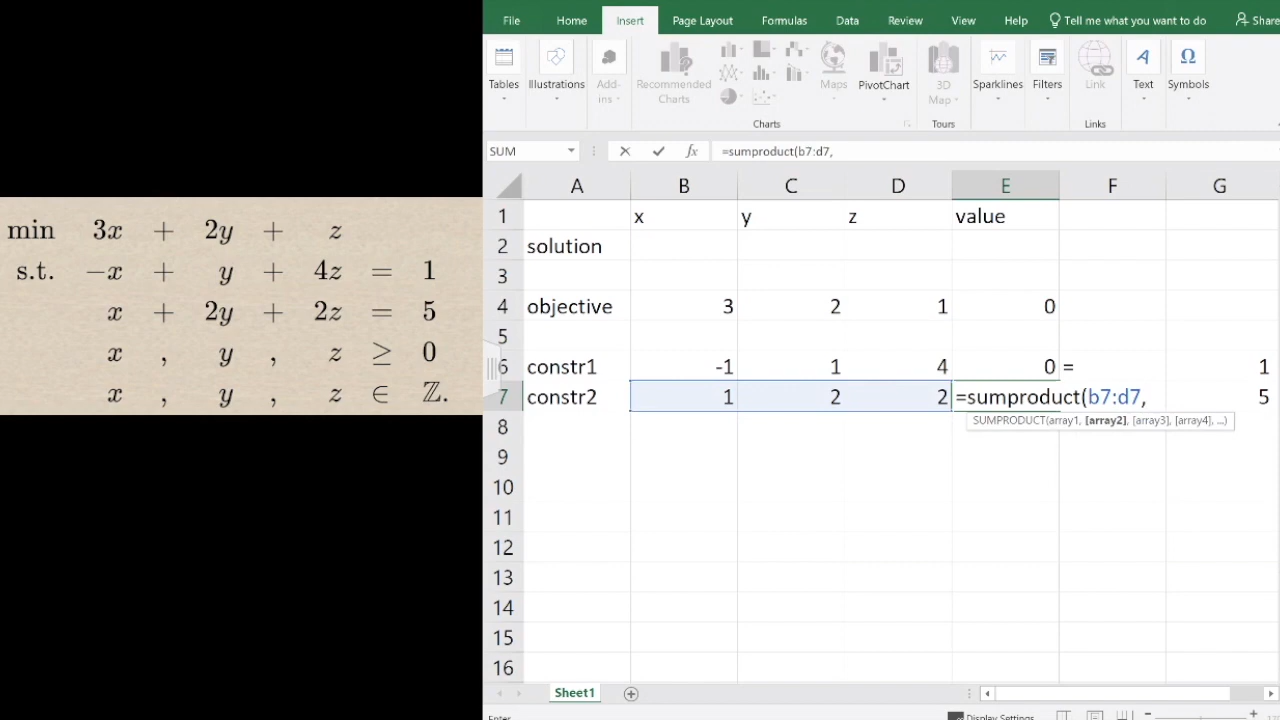 min 3x + 2y + z
s.t. −x + y + 4z = 1
x + 2y + 2z = 5
x , y , z ≥ 0
x , y , z ∈ ℤ.
File Home Insert Page Layout Formulas Data Review View Help Tell me what you want to do Share
Tables Illustrations Add-ins Recommended Charts Maps PivotChart 3D Map Sparklines Filters Link Text Symbols
Charts Tours Links
SUM fx =sumproduct(b7:d7,
A B C D E F G
1 x y z value
2 solution
3
4 objective 3 2 1 0
5
6 constr1 -1 1 4 0 = 1
7 constr2 1 2 2 =sumproduct(b7:d7, 5
8 SUMPRODUCT(array1, [array2], [array3], [array4], ...)
9
10
11
12
13
14
15
16
Sheet1
Enter Display Settings